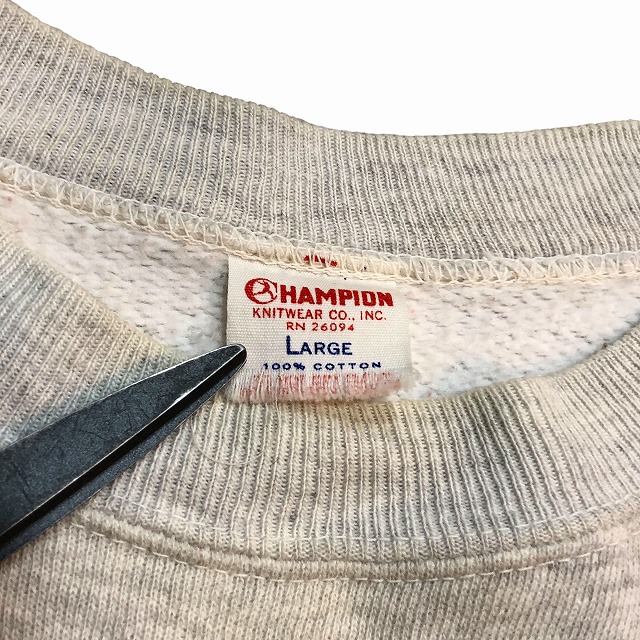 CHAMPION
KNITWEAR CO., INC.
RN 26094
LARGE
100% COTTON